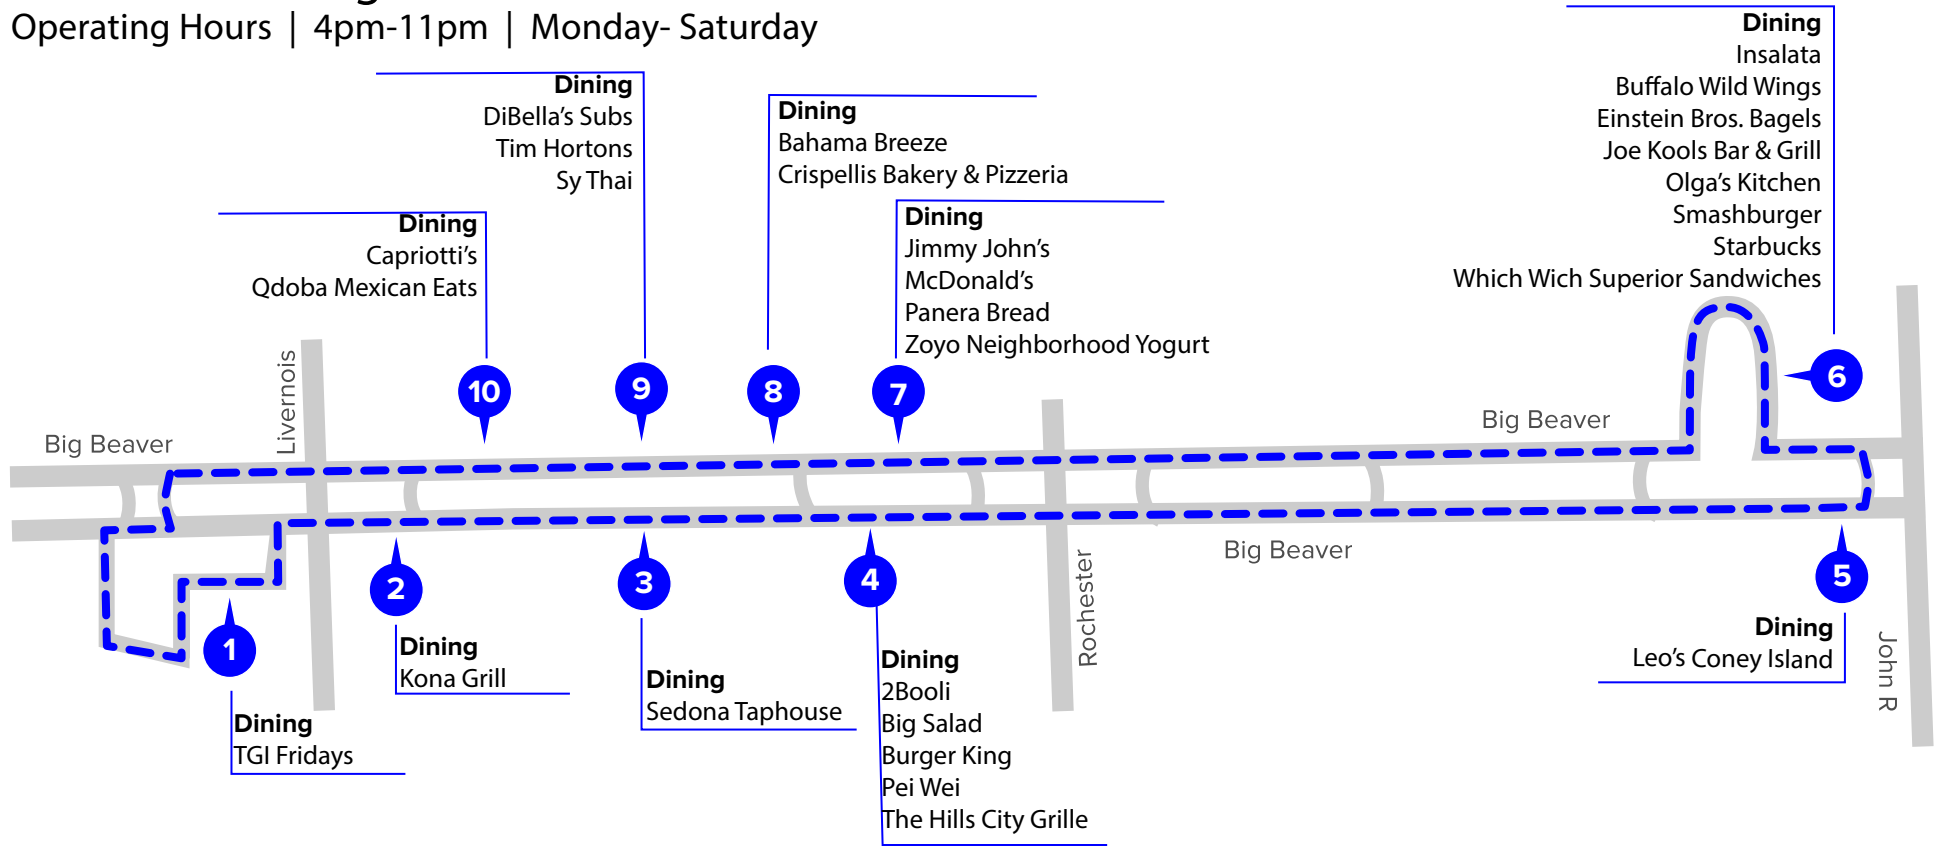 Operating Hours | 4pm-11pm | Monday- Saturday
Dining
Insalata
Buffalo Wild Wings
Einstein Bros. Bagels
Joe Kools Bar & Grill
Olga's Kitchen
Smashburger
Starbucks
Which Wich Superior Sandwiches
Dining
DiBella's Subs
Tim Hortons
Sy Thai
Dining
Bahama Breeze
Crispellis Bakery & Pizzeria
Dining
Capriotti's
Qdoba Mexican Eats
Dining
Jimmy John's
McDonald's
Panera Bread
Zoyo Neighborhood Yogurt
10
9
8
7
6
Big Beaver
Livernois
Big Beaver
Big Beaver
Rochester
John R
1
2
3
4
5
Dining
TGI Fridays
Dining
Kona Grill
Dining
Sedona Taphouse
Dining
2Booli
Big Salad
Burger King
Pei Wei
The Hills City Grille
Dining
Leo's Coney Island